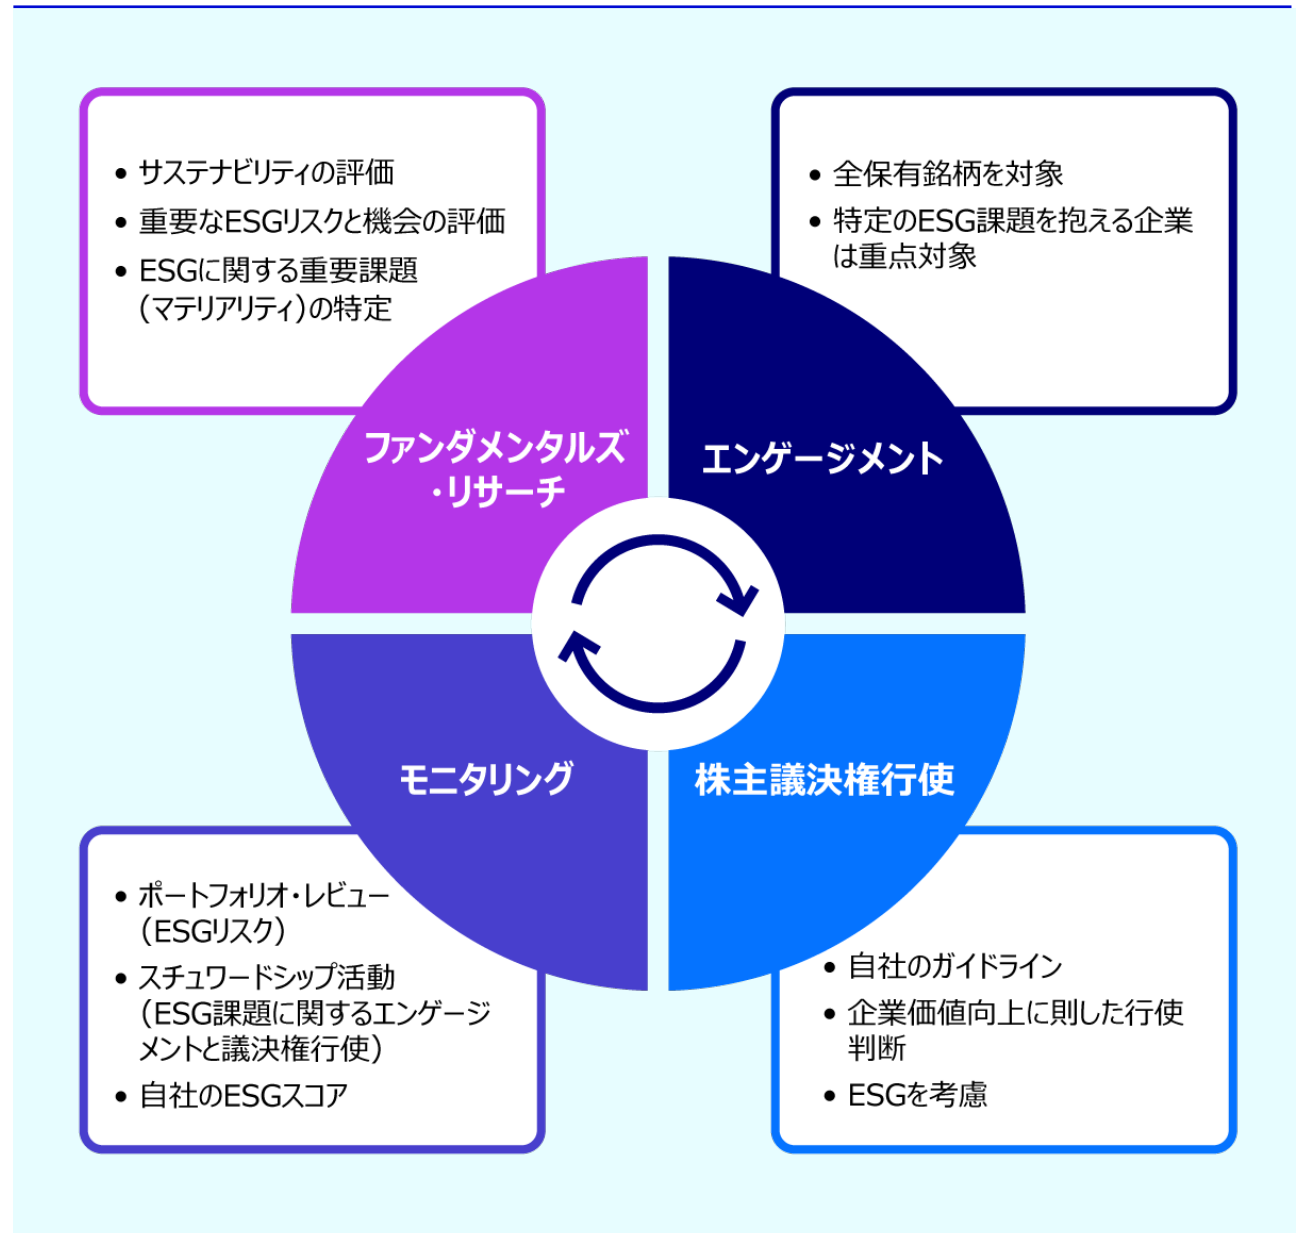 • サステナビリティの評価
• 重要なESGリスクと機会の評価
• ESGに関する重要課題
(マテリアリティ)の特定
• 全保有銘柄を対象
• 特定のESG課題を抱える企業
は重点対象
ファンダメンタルズ
・リサーチ
エンゲージメント
モニタリング
株主議決権行使
• ポートフォリオ・レビュー
(ESGリスク)
• スチュワードシップ活動
(ESG課題に関するエンゲージ
メントと議決権行使)
• 自社のESGスコア
• 自社のガイドライン
• 企業価値向上に則した行使
判断
• ESGを考慮